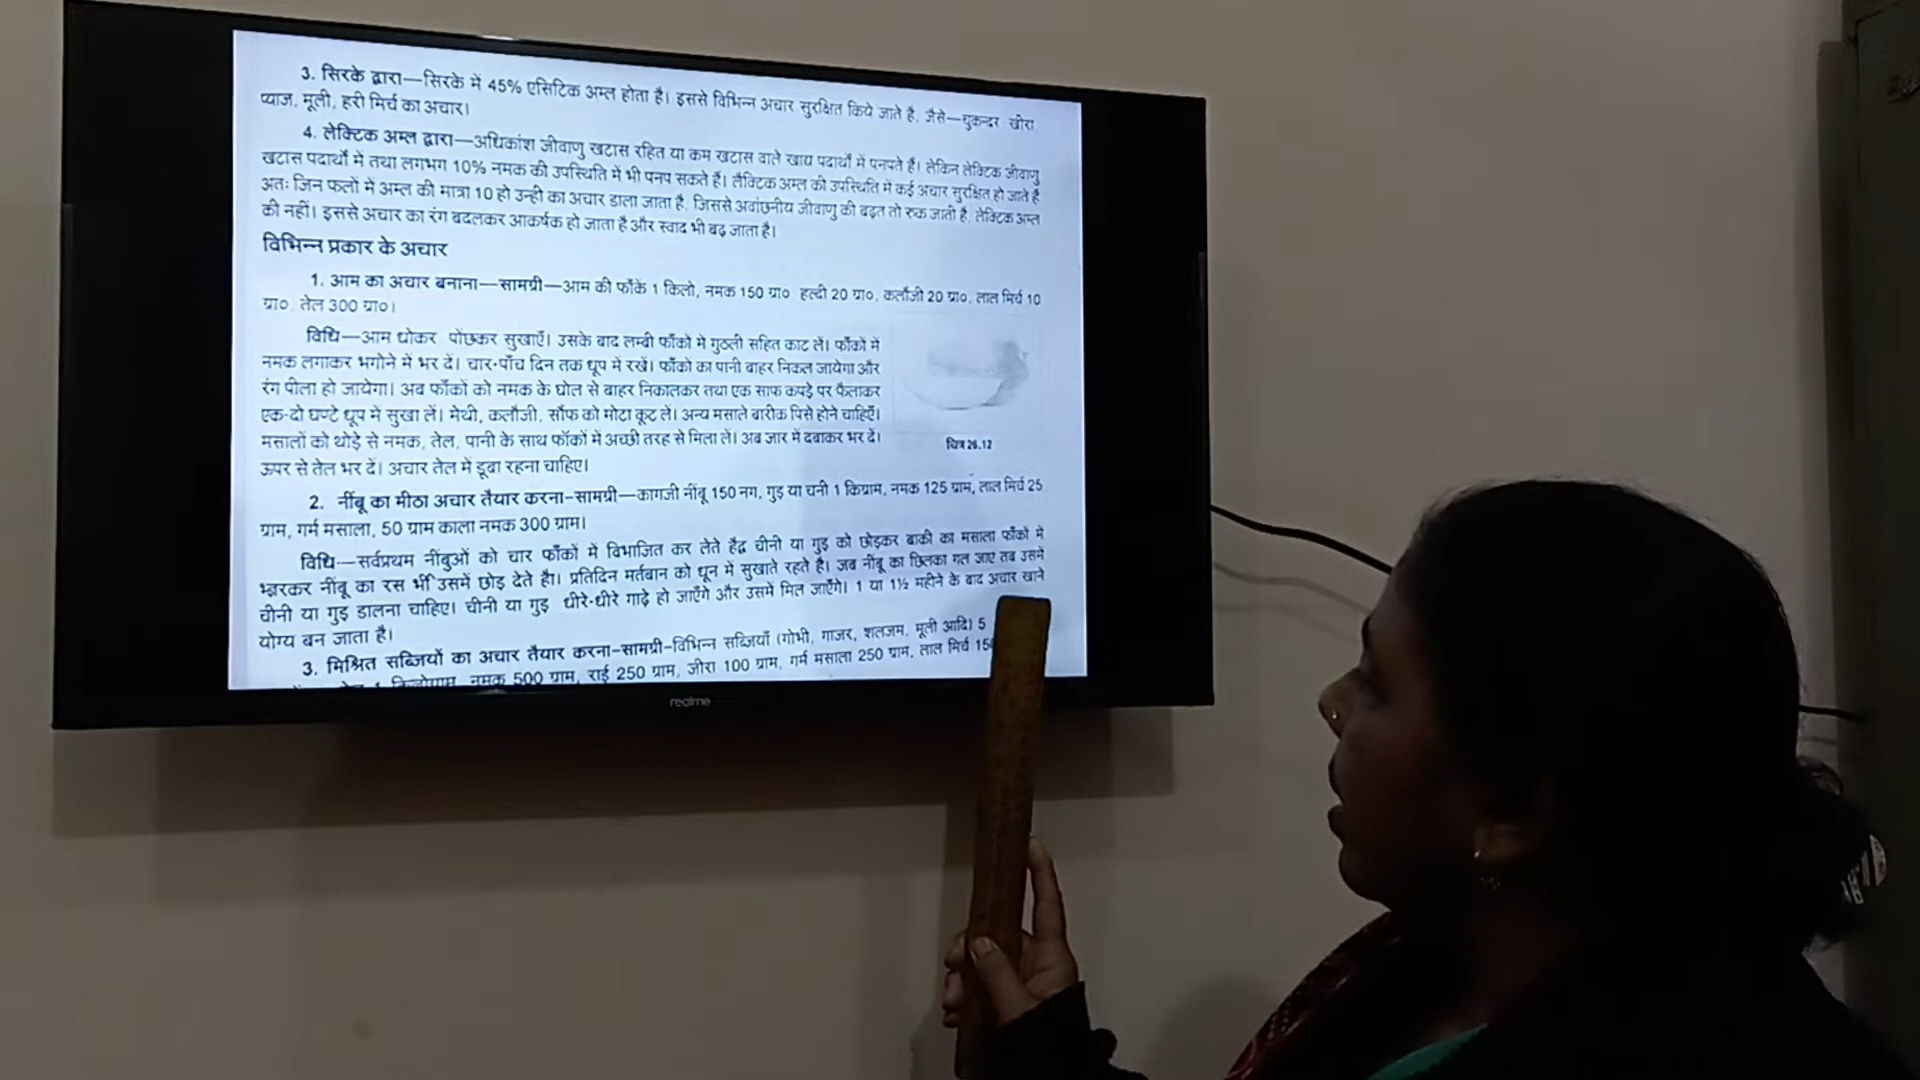 3. सिरके द्वारा—सिरके में 45% एसिटिक अम्ल होता है। इससे विभिन्न अचार सुरक्षित किये जाते है, जैसे—चुकन्दर खीरा
प्याज, मूली, हरी मिर्च का अचार।
4. लेक्टिक अम्ल द्वारा—अधिकांश जीवाणु खटास रहित या कम खटास वाले खाद्य पदार्थों में पनपते हैं। लेकिन लेक्टिक जीवाणु
खटास पदार्थों में तथा लगभग 10% नमक की उपस्थिति में भी पनप सकते हैं। लैक्टिक अम्ल की उपस्थिति में कई अचार सुरक्षित हो जाते है
अतः जिन फलों में अम्ल की मात्रा 10 हो उन्ही का अचार डाला जाता है, जिससे अवांछनीय जीवाणु की बढ़त तो रुक जाती है, लेक्टिक अम्ल
की नहीं। इससे अचार का रंग बदलकर आकर्षक हो जाता है और स्वाद भी बढ़ जाता है।
विभिन्न प्रकार के अचार
1. आम का अचार बनाना—सामग्री—आम की फाँकें 1 किलो, नमक 150 ग्रा० हल्दी 20 ग्रा०, कलौंजी 20 ग्रा०, लाल मिर्च 10
ग्रा० तेल 300 ग्रा०।
विधि—आम धोकर पोंछकर सुखाएँ। उसके बाद लम्बी फाँको मे गुठली सहित काट लें। फाँको में
नमक लगाकर भगोने में भर दें। चार-पाँच दिन तक धूप में रखें। फाँको का पानी बाहर निकल जायेगा और
रंग पीला हो जायेगा। अब फाँकों को नमक के घोल से बाहर निकालकर तथा एक साफ कपड़े पर फैलाकर
एक-दो घण्टे धूप में सुखा लें। मेथी, कलौजी, सौंफ को मोटा कूट लें। अन्य मसाले बारीक पिसे होने चाहिएँ।
मसालों को थोड़े से नमक, तेल, पानी के साथ फॉकों में अच्छी तरह से मिला लें। अब जार में दबाकर भर दें।
ऊपर से तेल भर दें। अचार तेल में डूबा रहना चाहिए।
चित्र 26.12
2. नींबू का मीठा अचार तैयार करना-सामग्री—कागजी नींबू 150 नग, गुड़ या चनी 1 किग्राम, नमक 125 ग्राम, लाल मिर्च 25
ग्राम, गर्म मसाला, 50 ग्राम काला नमक 300 ग्राम।
विधि—सर्वप्रथम नींबुओं को चार फाँकों में विभाजित कर लेते हैद्व चीनी या गुड़ को छोड़कर बाकी का मसाला फाँकों में
भ्ारकर नींबू का रस भी उसमें छोड़ देते है। प्रतिदिन मर्तबान को धून में सुखाते रहते है। जब नींबू का छिलका गल जाए तब उसमें
चीनी या गुड़ डालना चाहिए। चीनी या गुड़ धीरे-धीरे गाढ़े हो जाएँगे और उसमें मिल जाएँगे। 1 या 1½ महीने के बाद अचार खाने
योग्य बन जाता है।
3. मिश्रित सब्जियों का अचार तैयार करना-सामग्री-विभिन्न सब्जियाँ (गोभी, गाजर, शलजम, मूली आदि) 5
1 किलोग्राम, नमक 500 ग्राम, राई 250 ग्राम, जीरा 100 ग्राम, गर्म मसाला 250 ग्राम, लाल मिर्च
realme